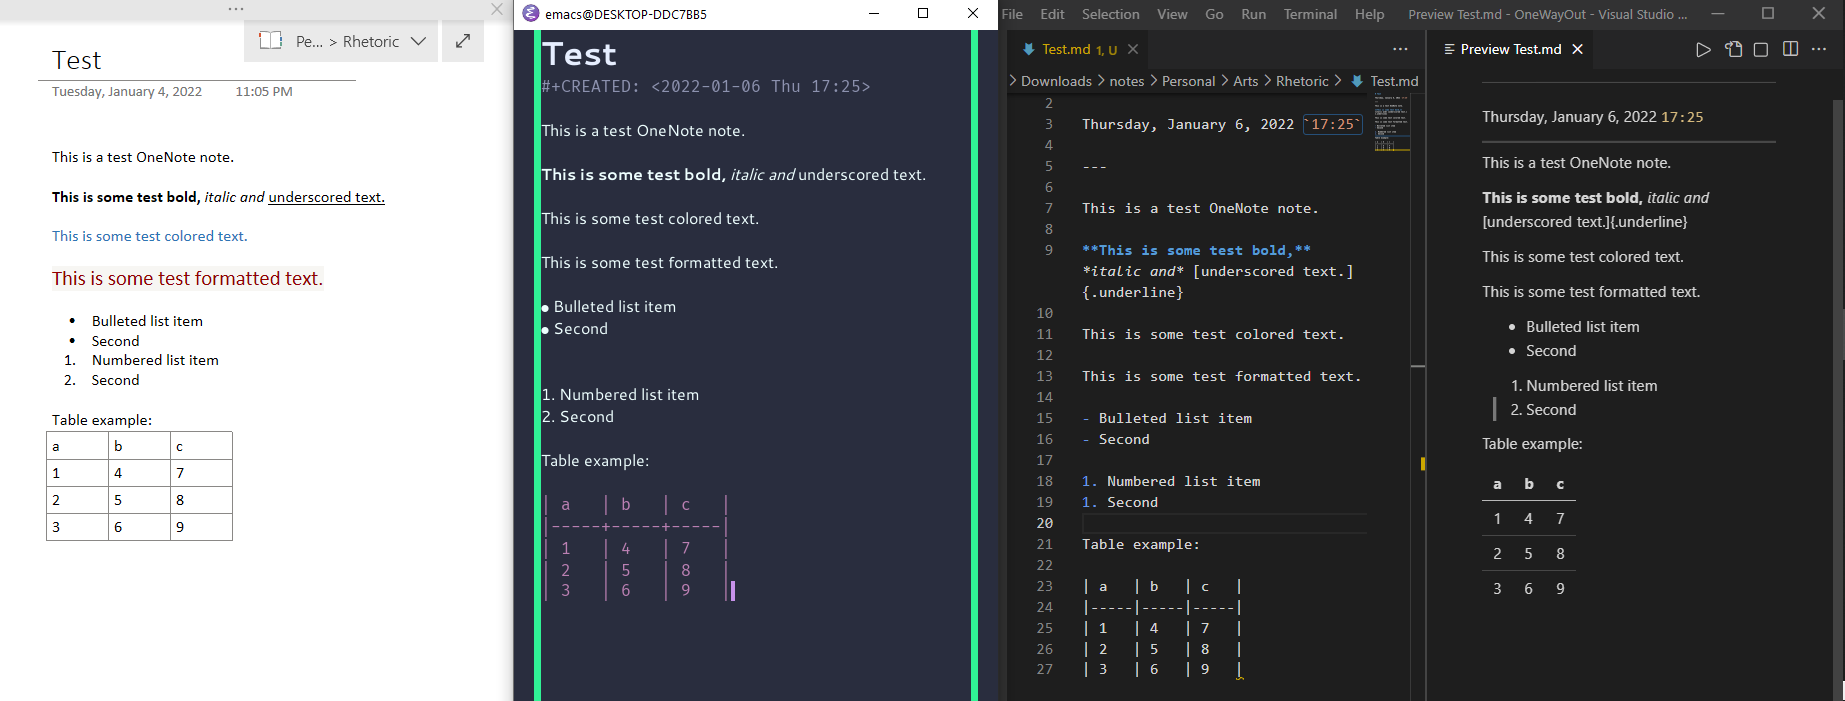 Pe... > Rhetoric
Test
Tuesday, January 4, 2022 11:05 PM
This is a test OneNote note.
This is some test bold, italic and underscored text.
This is some test colored text.
This is some test formatted text.
• Bulleted list item
• Second
1. Numbered list item
2. Second
Table example:
a b c
1 4 7
2 5 8
3 6 9
emacs@DESKTOP-DDC7BB5
Test
#+CREATED: <2022-01-06 Thu 17:25>
This is a test OneNote note.
This is some test bold, italic and underscored text.
This is some test colored text.
This is some test formatted text.
● Bulleted list item
● Second
1. Numbered list item
2. Second
Table example:
| a | b | c |
|-----+-----+-----|
| 1 | 4 | 7 |
| 2 | 5 | 8 |
| 3 | 6 | 9 |
File Edit Selection View Go Run Terminal Help Preview Test.md - OneWayOut - Visual Studio ...
Test.md 1, U
> Downloads > notes > Personal > Arts > Rhetoric > Test.md
2
3 Thursday, January 6, 2022 `17:25`
4
5 ---
6
7 This is a test OneNote note.
8
9 **This is some test bold,**
*italic and* [underscored text.]
{.underline}
10
11 This is some test colored text.
12
13 This is some test formatted text.
14
15 - Bulleted list item
16 - Second
17
18 1. Numbered list item
19 1. Second
20
21 Table example:
22
23 | a | b | c |
24 |-----|-----|-----|
25 | 1 | 4 | 7 |
26 | 2 | 5 | 8 |
27 | 3 | 6 | 9 |
Preview Test.md
Thursday, January 6, 2022 17:25
This is a test OneNote note.
This is some test bold, italic and
[underscored text.]{.underline}
This is some test colored text.
This is some test formatted text.
• Bulleted list item
• Second
1. Numbered list item
2. Second
Table example:
a b c
1 4 7
2 5 8
3 6 9